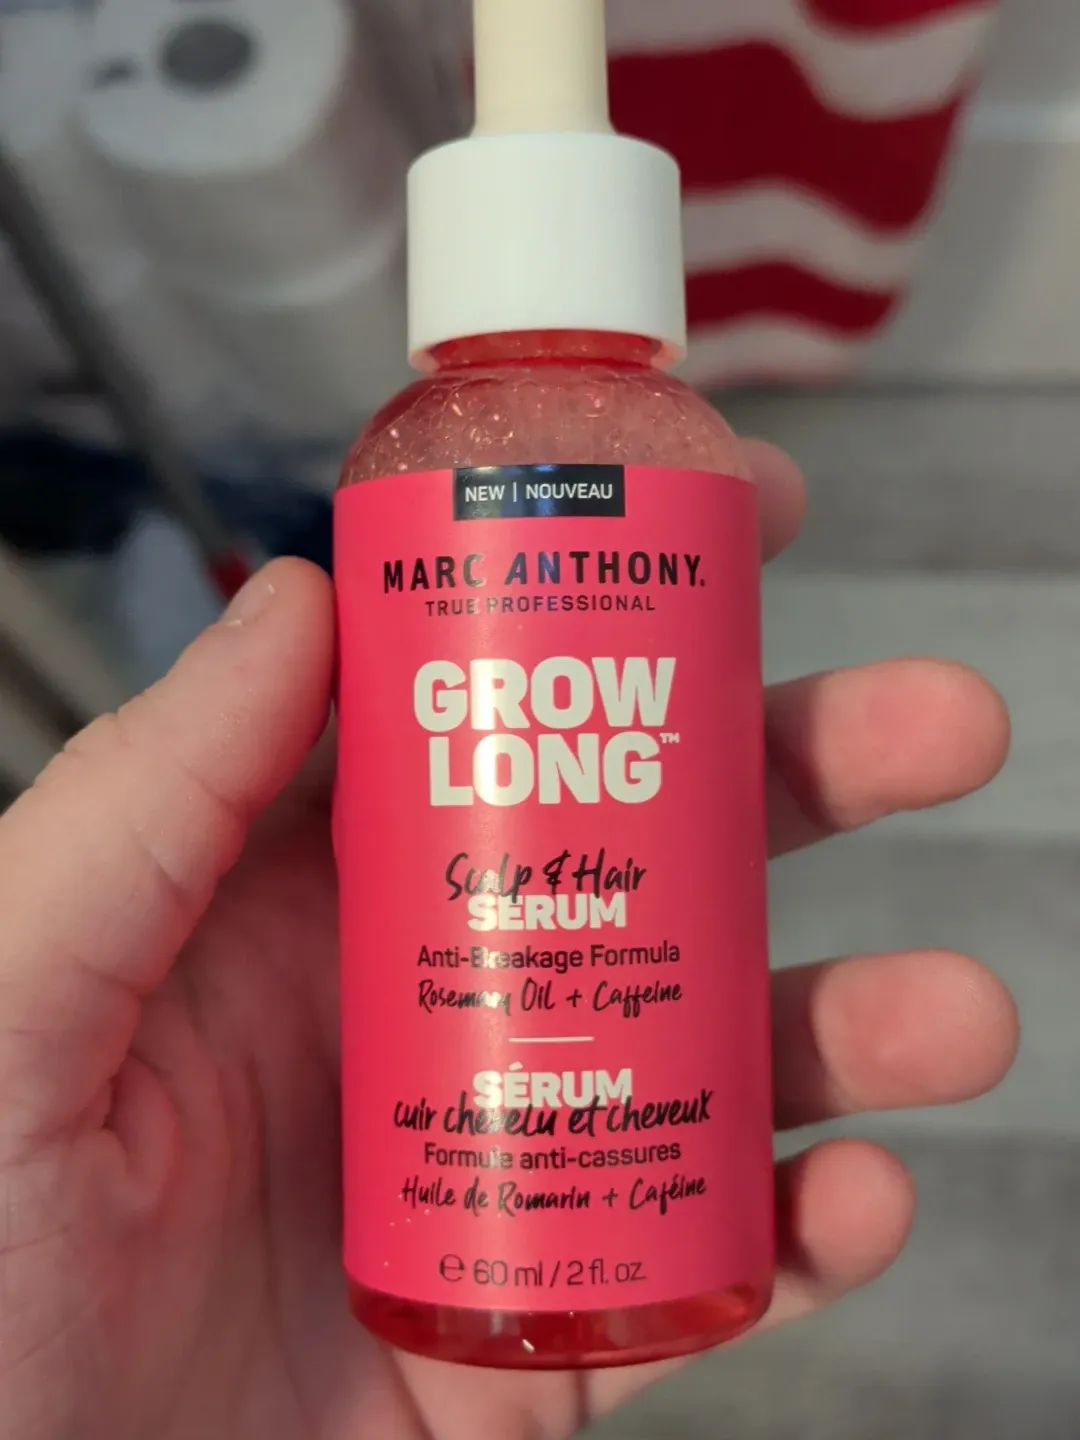 NEW | NOUVEAU
MARC ANTHONY.
TRUE PROFESSIONAL
GROW
LONG™
Scalp & Hair
SERUM
Anti-Breakage Formula
Rosemary Oil + Caffeine
SÉRUM
cuir chevelu et cheveux
Formule anti-cassures
Huile de Romarin + Caféine
℮ 60 ml / 2 fl. oz.